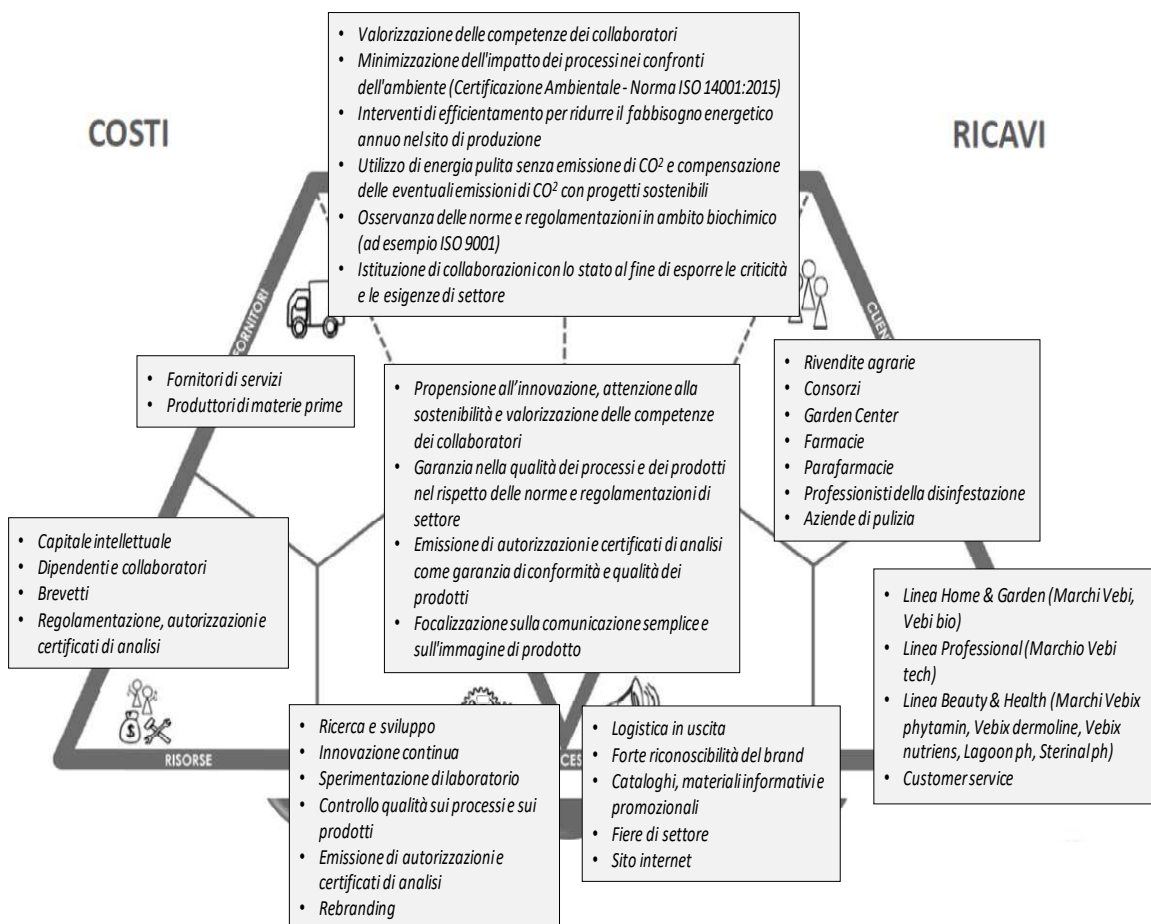 • Valorizzazione delle competenze dei collaboratori
• Minimizzazione dell'impatto dei processi nei confronti
dell'ambiente (Certificazione Ambientale - Norma ISO 14001:2015)
• Interventi di efficientamento per ridurre il fabbisogno energetico
annuo nel sito di produzione
• Utilizzo di energia pulita senza emissione di CO² e compensazione
delle eventuali emissioni di CO² con progetti sostenibili
• Osservanza delle norme e regolamentazioni in ambito biochimico
(ad esempio ISO 9001)
• Istituzione di collaborazioni con lo stato al fine di esporre le criticità
e le esigenze di settore
COSTI
RICAVI
FORNITORI
CLIEN
• Fornitori di servizi
• Produttori di materie prime
• Propensione all’innovazione, attenzione alla
sostenibilità e valorizzazione delle competenze
dei collaboratori
• Garanzia nella qualità dei processi e dei prodotti
nel rispetto delle norme e regolamentazioni di
settore
• Emissione di autorizzazioni e certificati di analisi
come garanzia di conformità e qualità dei
prodotti
• Focalizzazione sulla comunicazione semplice e
sull'immagine di prodotto
• Rivendite agrarie
• Consorzi
• Garden Center
• Farmacie
• Parafarmacie
• Professionisti della disinfestazione
• Aziende di pulizia
• Capitale intellettuale
• Dipendenti e collaboratori
• Brevetti
• Regolamentazione, autorizzazioni e
certificati di analisi
• Linea Home & Garden (Marchi Vebi,
Vebi bio)
• Linea Professional (Marchio Vebi
tech)
• Linea Beauty & Health (Marchi Vebix
phytamin, Vebix dermoline, Vebix
nutriens, Lagoon ph, Sterinal ph)
• Customer service
RISORSE
CES
• Ricerca e sviluppo
• Innovazione continua
• Sperimentazione di laboratorio
• Controllo qualità sui processi e sui
prodotti
• Emissione di autorizzazioni e
certificati di analisi
• Rebranding
• Logistica in uscita
• Forte riconoscibilità del brand
• Cataloghi, materiali informativi e
promozionali
• Fiere di settore
• Sito internet